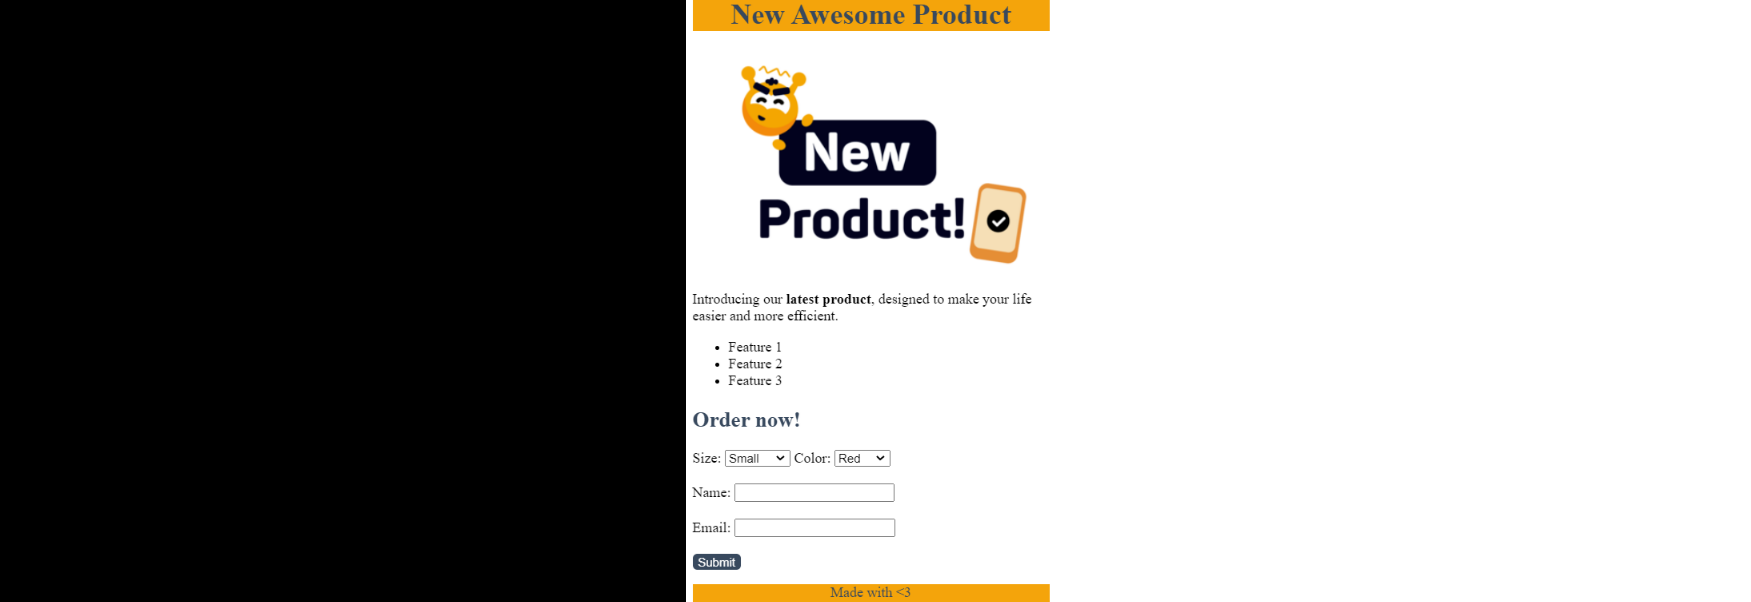 New Awesome Product
New
Product!
Introducing our latest product, designed to make your life
easier and more efficient.
Feature 1
Feature 2
Feature 3
Order now!
Size: Small Color: Red
Name:
Email:
Submit
Made with <3